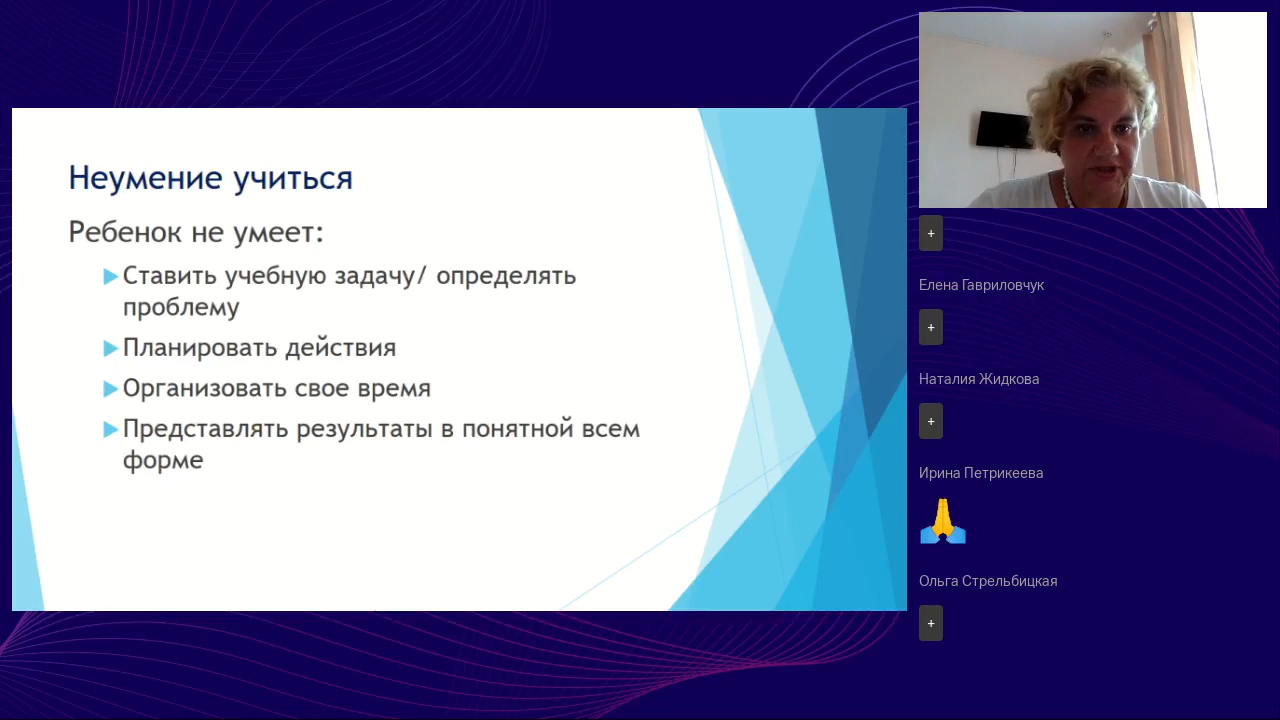 Неумение учиться
Ребенок не умеет:
Ставить учебную задачу/ определять
проблему
Планировать действия
Организовать свое время
Представлять результаты в понятной всем
форме
+
Елена Гавриловчук
+
Наталия Жидкова
+
Ирина Петрикеева
Ольга Стрельбицкая
+